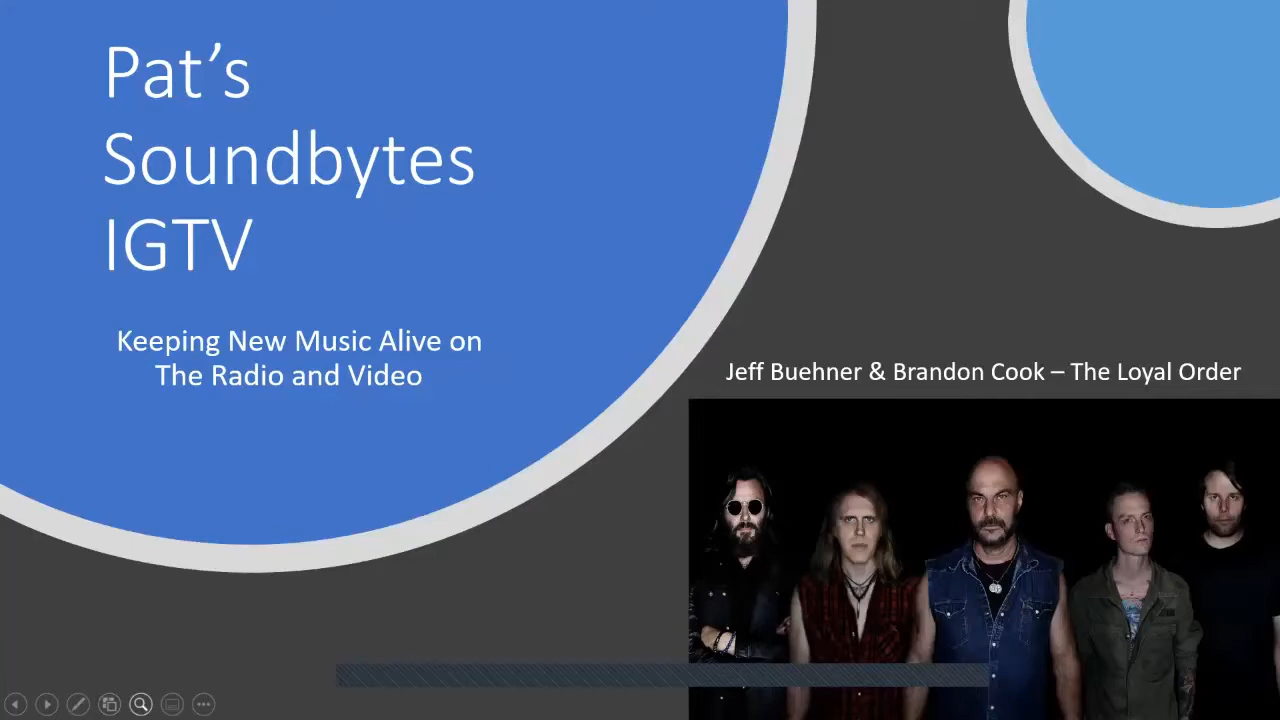 Pat’s
Soundbytes
IGTV
Keeping New Music Alive on
The Radio and Video
Jeff Buehner & Brandon Cook – The Loyal Order